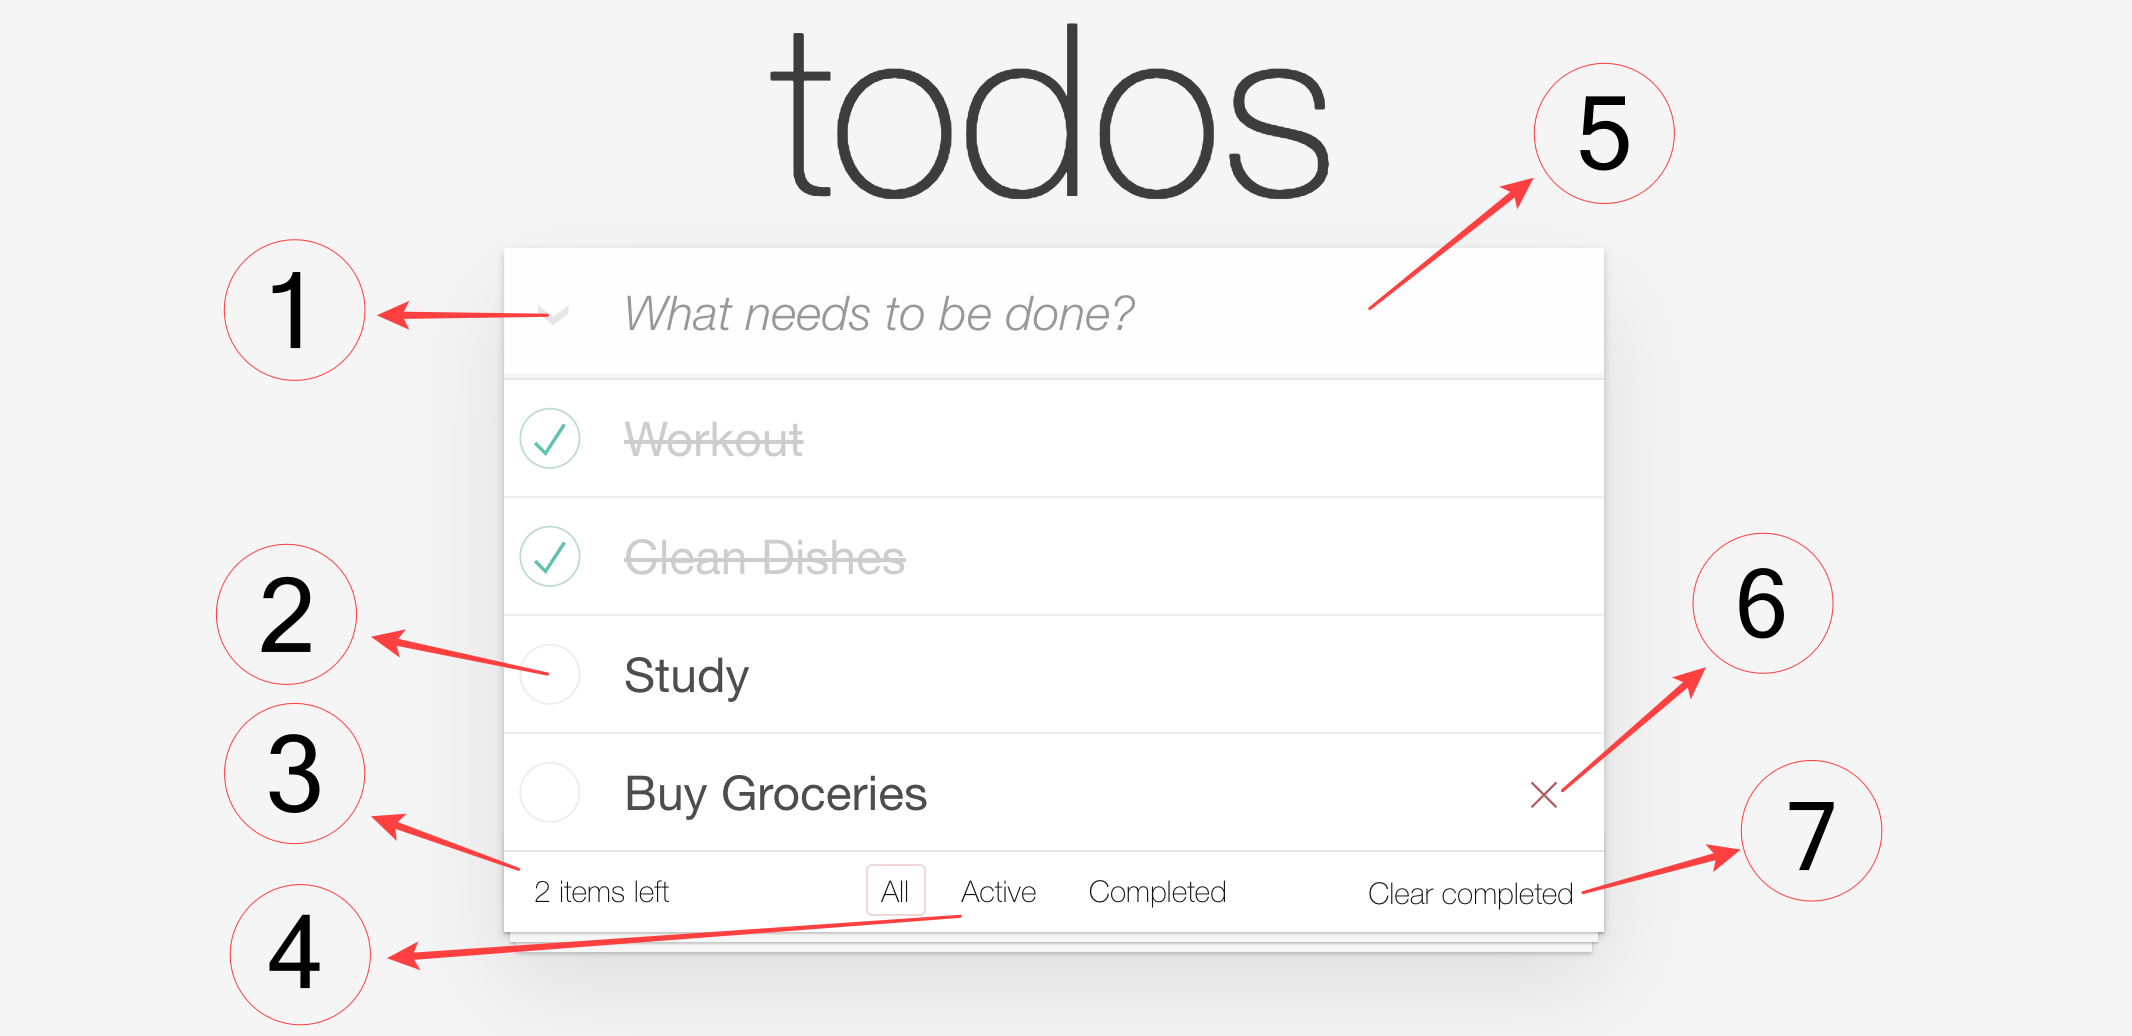 todos
5
1
What needs to be done?
Workout
Clean Dishes
2
Study
6
3
Buy Groceries
7
2 items left All Active Completed Clear completed
4